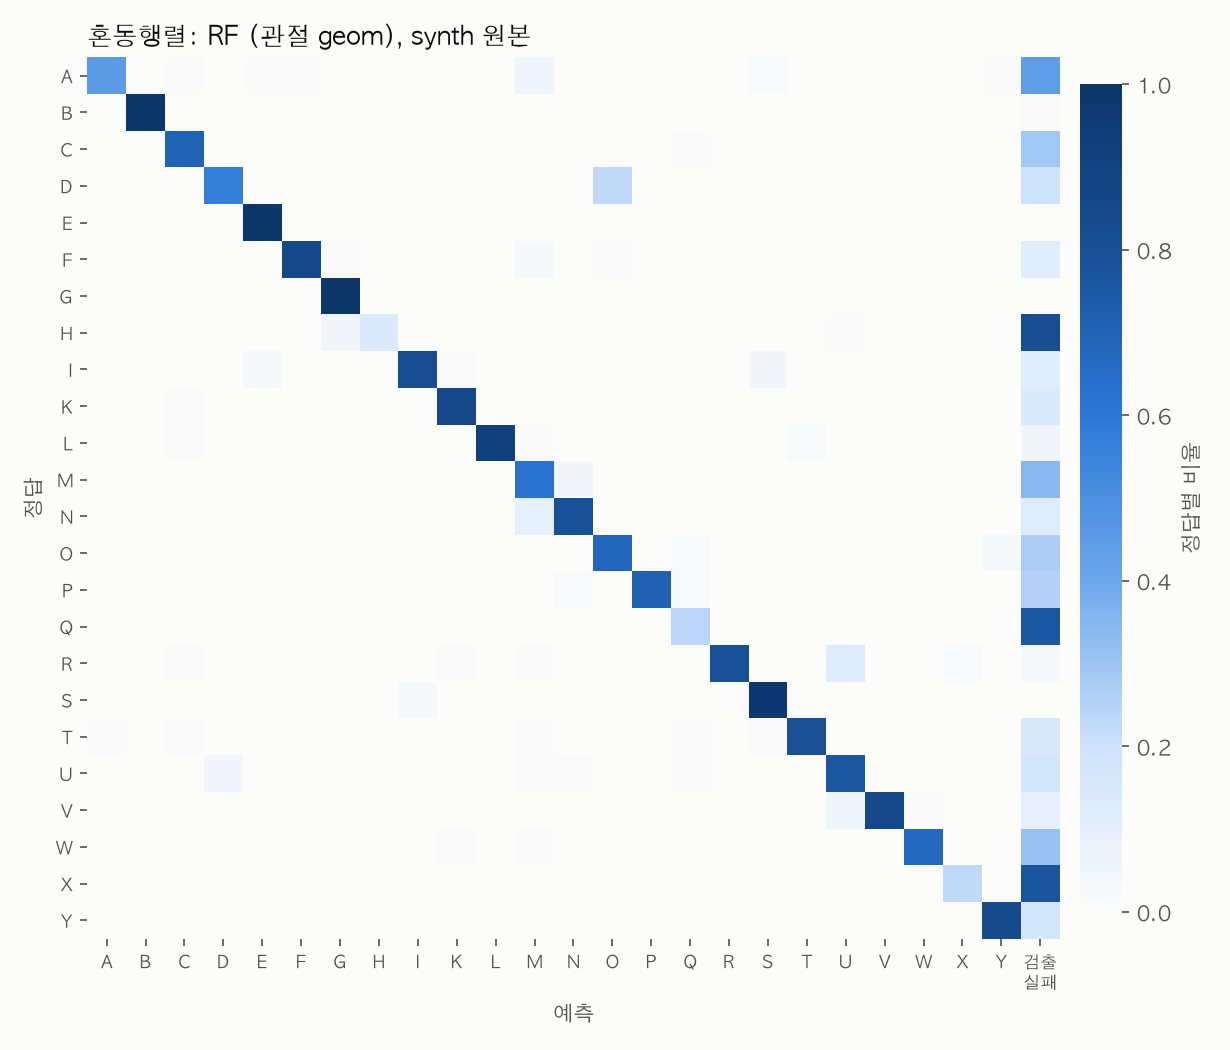 혼동행렬: RF (관절 geom), synth 원본
A
B
C
D
E
F
G
H
I
K
L
M
N
O
P
Q
R
S
T
U
V
W
X
Y
정답
A B C D E F G H I K L M N O P Q R S T U V W X Y 검출
실패
예측
1.0
0.8
0.6
0.4
0.2
0.0
정답별 비율